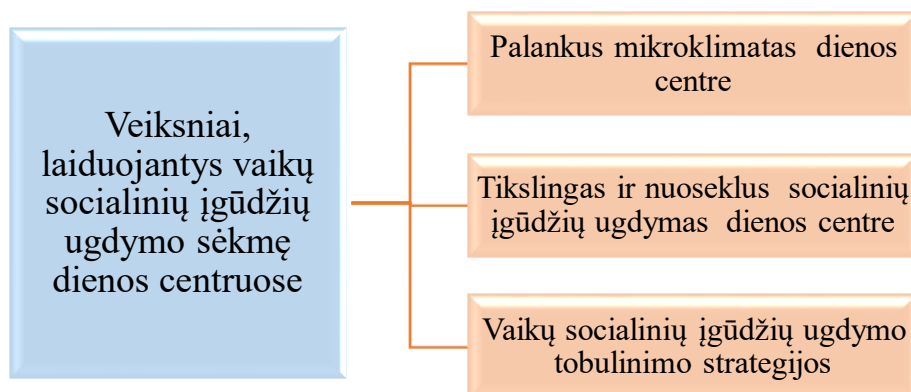 Veiksniai,
laiduojantys vaikų
socialinių įgūdžių
ugdymo sėkmę
dienos centruose
Palankus mikroklimatas dienos
centre
Tikslingas ir nuoseklus socialinių
įgūdžių ugdymas dienos centre
Vaikų socialinių įgūdžių ugdymo
tobulinimo strategijos